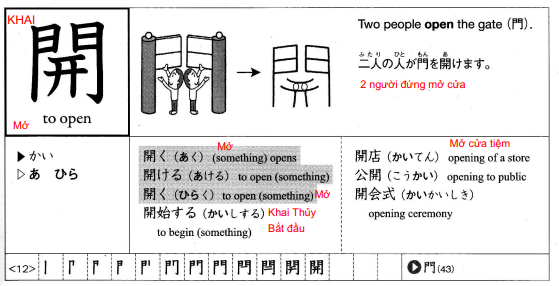 KHAI
開
Mở
to open
Two people open the gate (門).
ふたり ひと もん あ
二人の人が門を開けます。
2 người đứng mở cửa
▶ かい
▷ あ ひら
Mở
開く(あく) (something) opens
開ける(あける) to open (something)
開く(ひらく) to open (something) Mở
開始する(かいしする) Khai Thủy
to begin (something) Bắt đầu
Mở cửa tiệm
開店(かいてん) opening of a store
公開(こうかい) opening to public
開会式(かいかいしき)
opening ceremony
<12>
門 門 門 門 開 開
▶門(43)